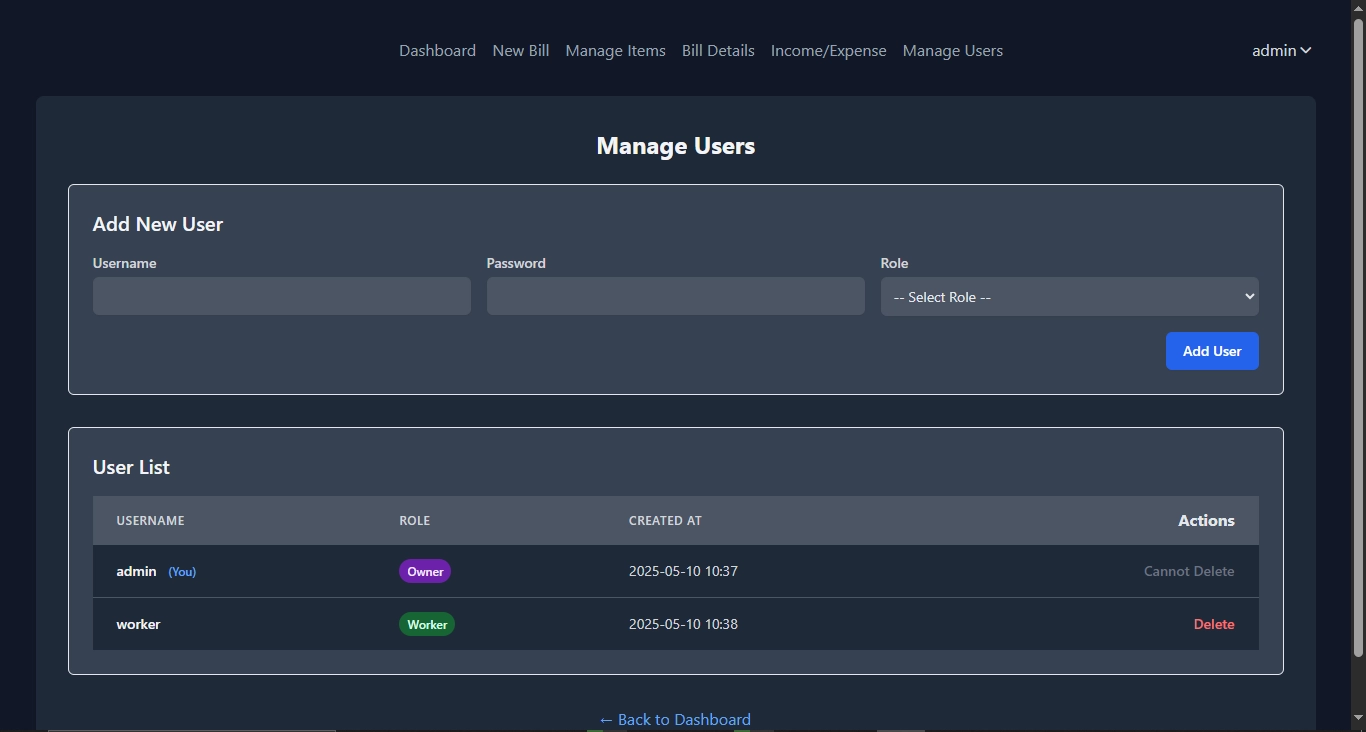 Dashboard New Bill Manage Items Bill Details Income/Expense Manage Users admin
Manage Users
Add New User
Username Password Role
-- Select Role --
Add User
User List
USERNAME ROLE CREATED AT Actions
admin (You) Owner 2025-05-10 10:37 Cannot Delete
worker Worker 2025-05-10 10:38 Delete
← Back to Dashboard